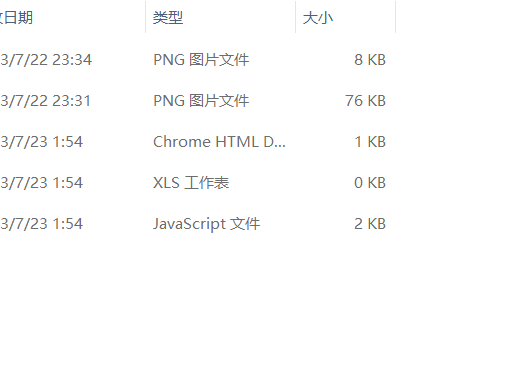 日期 类型 大小
3/7/22 23:34 PNG 图片文件 8 KB
3/7/22 23:31 PNG 图片文件 76 KB
3/7/23 1:54 Chrome HTML D... 1 KB
3/7/23 1:54 XLS 工作表 0 KB
3/7/23 1:54 JavaScript 文件 2 KB